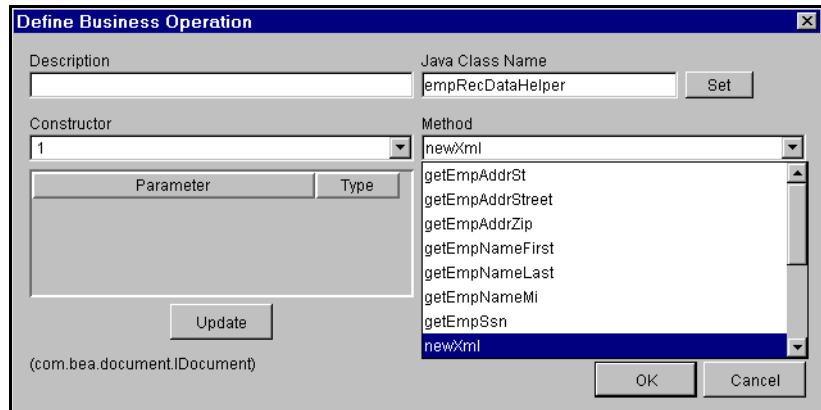 Define Business Operation
Description
Java Class Name
empRecDataHelper
Set
Constructor
Method
1
newXml
Parameter
Type
getEmpAddrSt
getEmpAddrStreet
getEmpAddrZip
getEmpNameFirst
getEmpNameLast
getEmpNameMi
getEmpSsn
newXml
Update
(com.bea.document.IDocument)
OK
Cancel